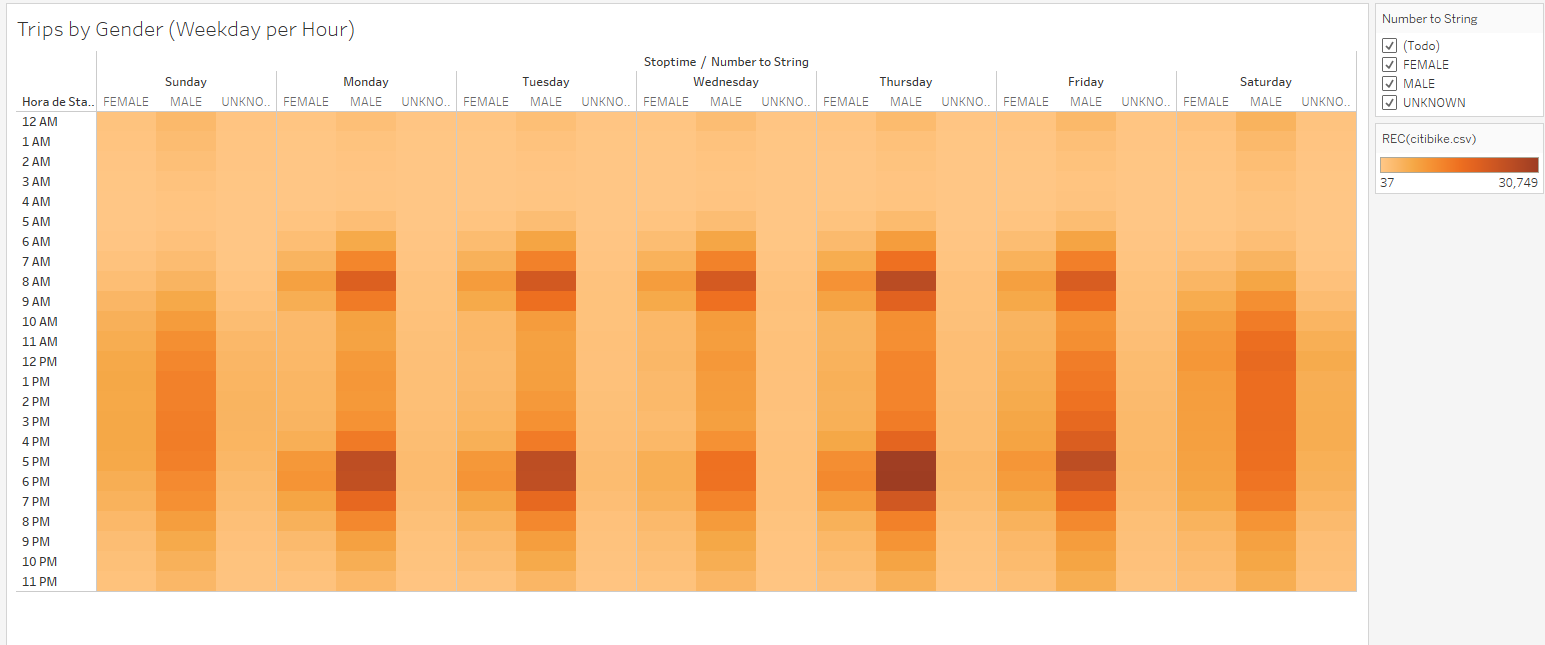 Trips by Gender (Weekday per Hour)
Stoptime / Number to String
Sunday Monday Tuesday Wednesday Thursday Friday Saturday
Hora de Sta.. FEMALE MALE UNKNO.. FEMALE MALE UNKNO.. FEMALE MALE UNKNO.. FEMALE MALE UNKNO.. FEMALE MALE UNKNO.. FEMALE MALE UNKNO.. FEMALE MALE UNKNO..
12 AM
1 AM
2 AM
3 AM
4 AM
5 AM
6 AM
7 AM
8 AM
9 AM
10 AM
11 AM
12 PM
1 PM
2 PM
3 PM
4 PM
5 PM
6 PM
7 PM
8 PM
9 PM
10 PM
11 PM
Number to String
(Todo)
FEMALE
MALE
UNKNOWN
REC(citibike.csv)
37 30,749